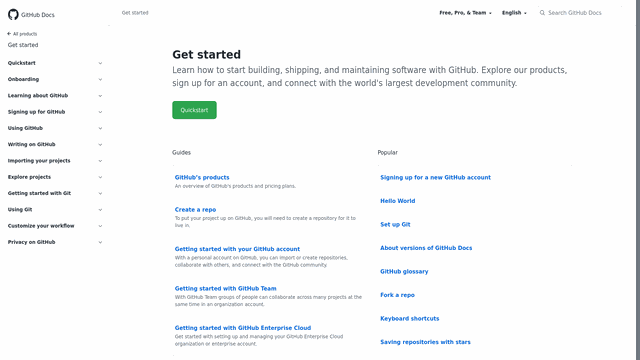 GitHub Docs
Get started
Free, Pro, & Team
English
Search GitHub Docs
All products
Get started
Quickstart
Onboarding
Learning about GitHub
Signing up for GitHub
Using GitHub
Writing on GitHub
Importing your projects
Explore projects
Getting started with Git
Using Git
Customize your workflow
Privacy on GitHub
Get started
Learn how to start building, shipping, and maintaining software with GitHub. Explore our products,
sign up for an account, and connect with the world's largest development community.
Quickstart
Guides
GitHub's products
An overview of GitHub's products and pricing plans.
Create a repo
To put your project up on GitHub, you will need to create a repository for it to
live in.
Getting started with your GitHub account
With a personal account on GitHub, you can import or create repositories,
collaborate with others, and connect with the GitHub community.
Getting started with GitHub Team
With GitHub Team groups of people can collaborate across many projects at the
same time in an organization account.
Getting started with GitHub Enterprise Cloud
Get started with setting up and managing your GitHub Enterprise Cloud
organization or enterprise account.
Popular
Signing up for a new GitHub account
Hello World
Set up Git
About versions of GitHub Docs
GitHub glossary
Fork a repo
Keyboard shortcuts
Saving repositories with stars